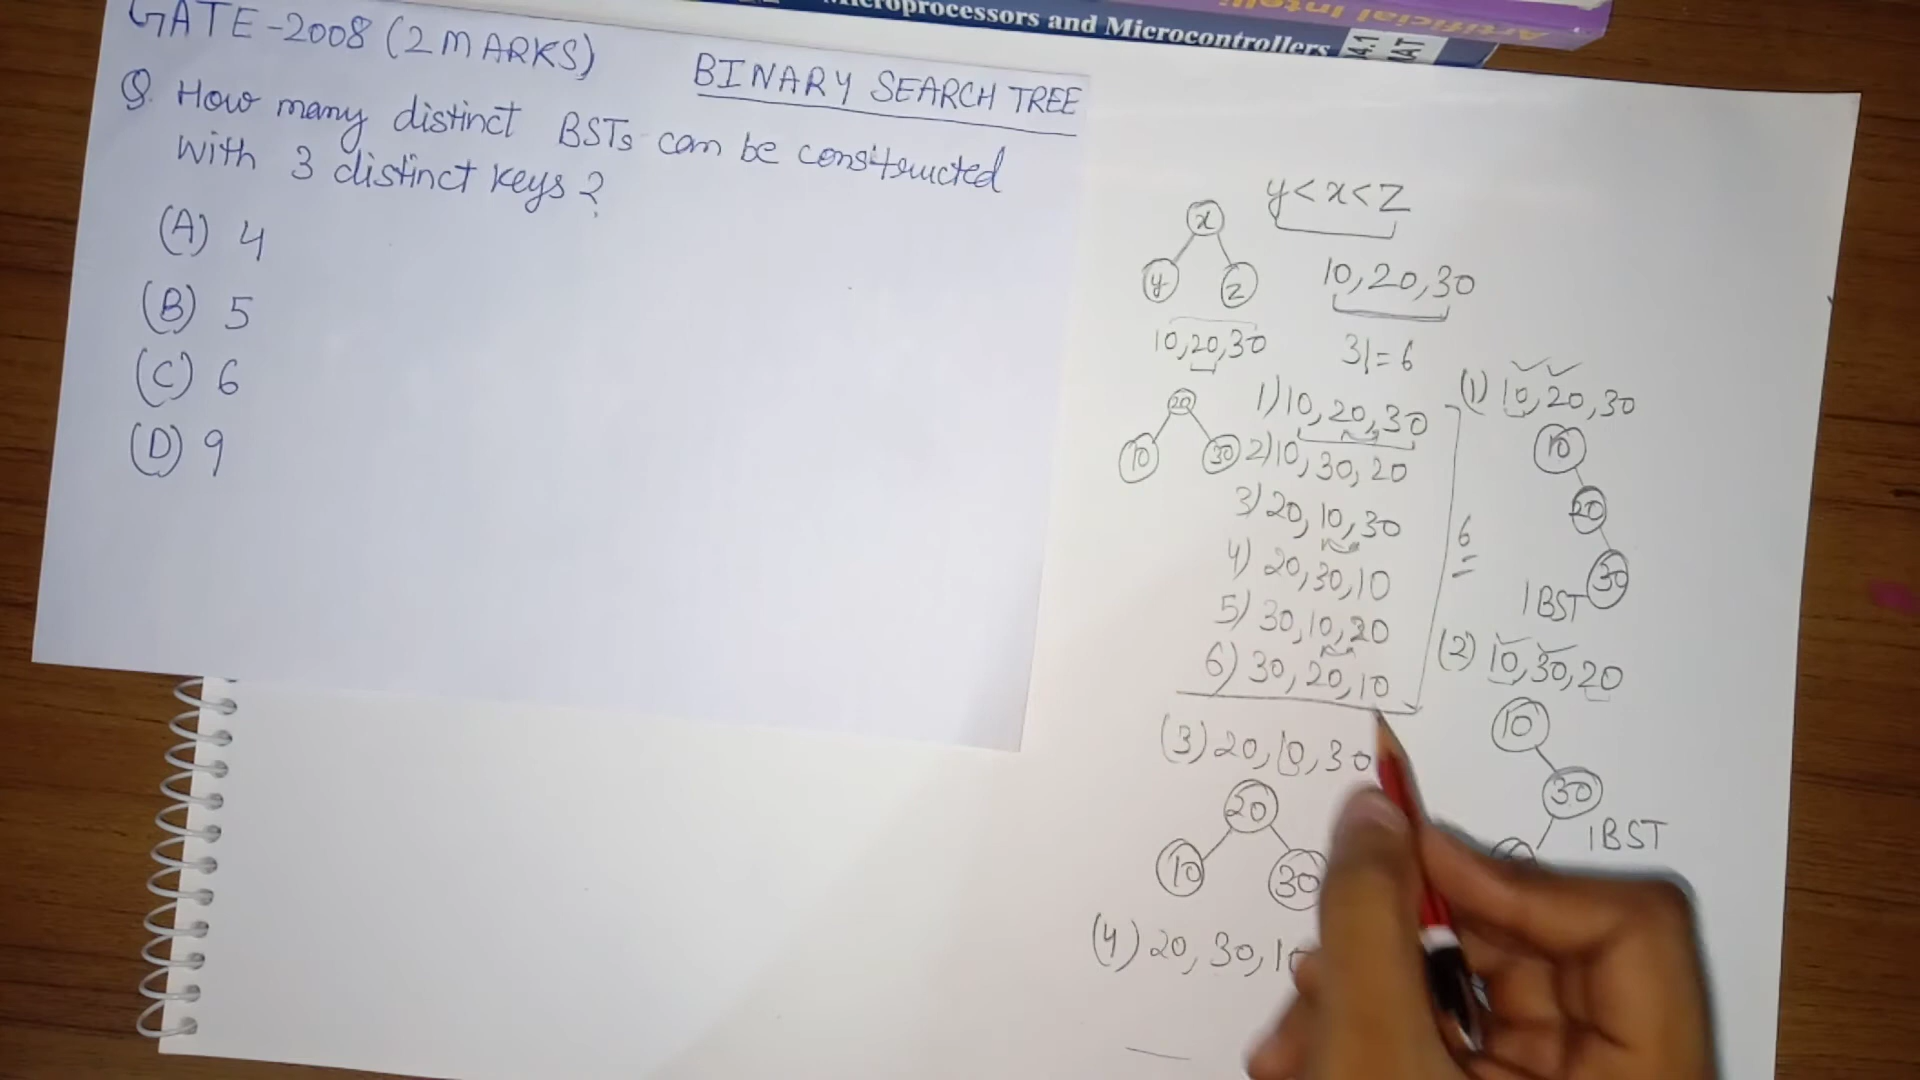 Microprocessors and Microcontrollers
Artificial Intelli
GATE-2008 (2 MARKS)
BINARY SEARCH TREE
Q. How many distinct BSTs can be constructed
with 3 distinct keys?
(A) 4
(B) 5
(C) 6
(D) 9
y<x<z
x
y z
10,20,30
10,20,30
3!=6
20
10 30
1) 10,20,30
2) 10,30,20
3) 20,10,30
4) 20,30,10
5) 30,10,20
6) 30,20,10
6
(1) 10,20,30
10
20
30
1BST
(2) 10,30,20
10
30
1BST
(3) 20,10,30
20
10 30
(4) 20,30,10